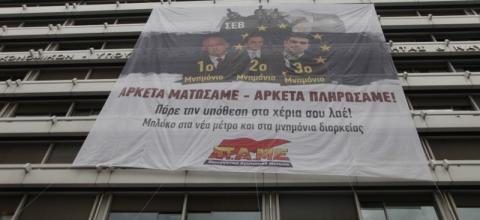 ΣΕΒ
1ο 2ο 3ο
Μνημόνιο Μνημόνιο Μνημόνιο
ΑΡΚΕΤΑ ΜΑΤΩΣΑΜΕ - ΑΡΚΕΤΑ ΠΛΗΡΩΣΑΜΕ!
Πάρε την υπόθεση στα χέρια σου λαέ!
Μπλόκο στα νέα μέτρα και στα μνημόνια διαρκείας
ΠΑΜΕ